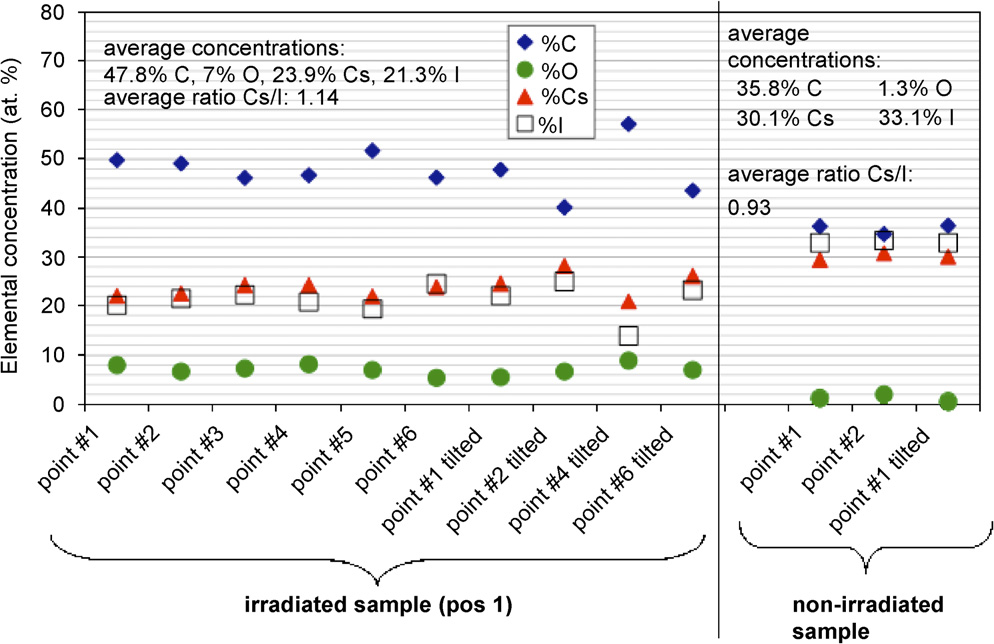 Elemental concentration (at. %)
80
70
60
50
40
30
20
10
0
average concentrations:
47.8% C, 7% O, 23.9% Cs, 21.3% I
average ratio Cs/I: 1.14
%C
%O
%Cs
%I
average
concentrations:
35.8% C 1.3% O
30.1% Cs 33.1% I
average ratio Cs/I:
0.93
point #1
point #2
point #3
point #4
point #5
point #6
point #1 tilted
point #2 tilted
point #4 tilted
point #6 tilted
point #1
point #2
point #1 tilted
irradiated sample (pos 1)
non-irradiated
sample